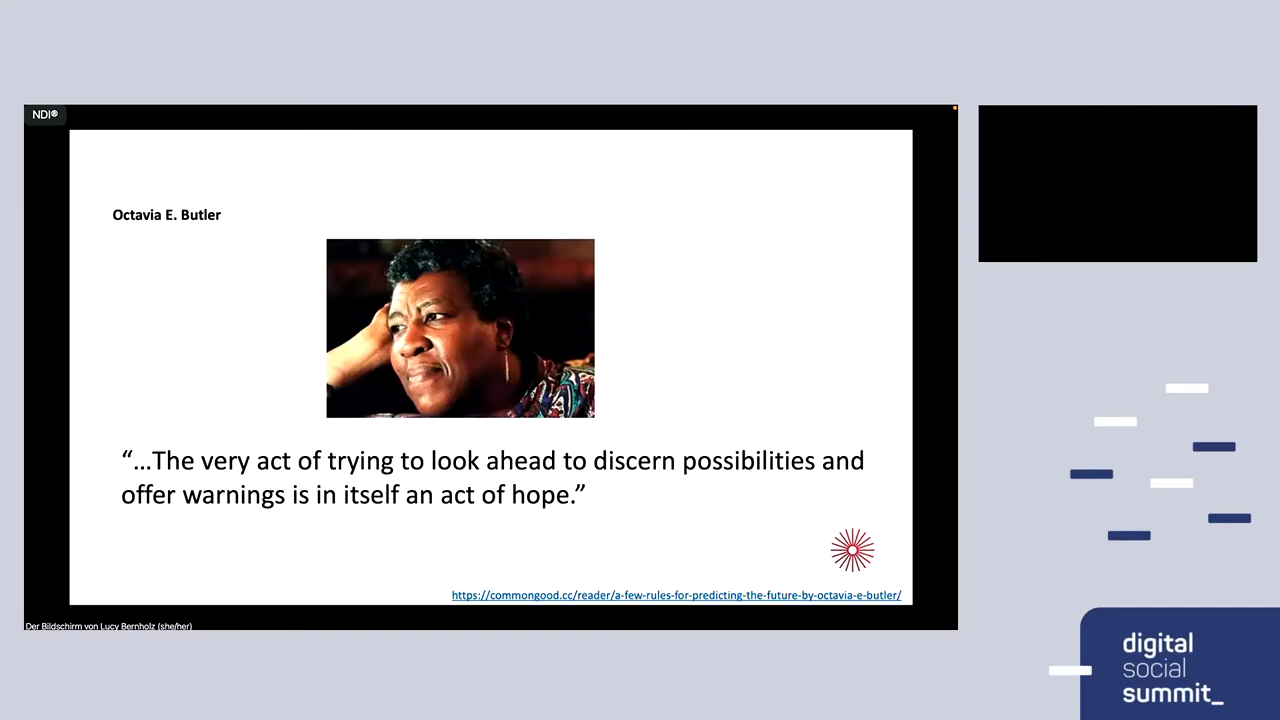 NDI®
Octavia E. Butler
“...The very act of trying to look ahead to discern possibilities and
offer warnings is in itself an act of hope.”
https://commongood.cc/reader/a-few-rules-for-predicting-the-future-by-octavia-e-butler/
Der Bildschirm von Lucy Bernholz (she/her)
digital
social
summit_